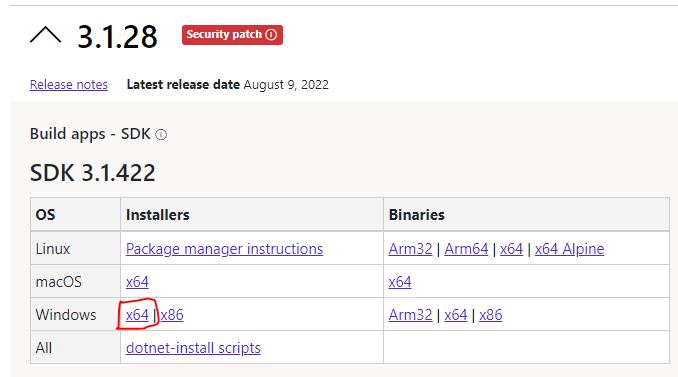 3.1.28 Security patch
Release notes Latest release date August 9, 2022
Build apps - SDK
SDK 3.1.422
OS Installers Binaries
Linux Package manager instructions Arm32 | Arm64 | x64 | x64 Alpine
macOS x64 x64
Windows x64 | x86 Arm32 | x64 | x86
All dotnet-install scripts